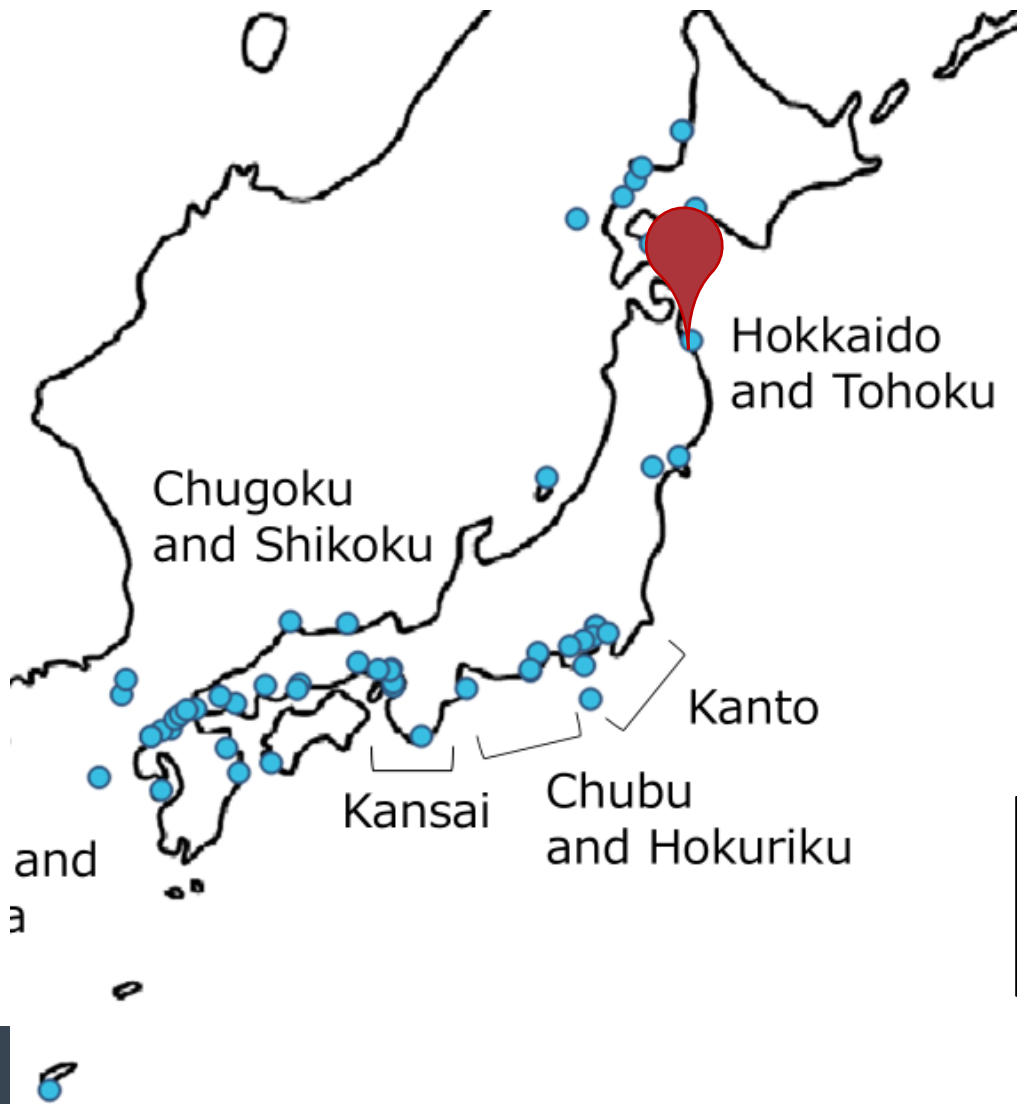 Hokkaido
and Tohoku
Chugoku
and Shikoku
Kanto
Kansai
Chubu
and Hokuriku
and
a